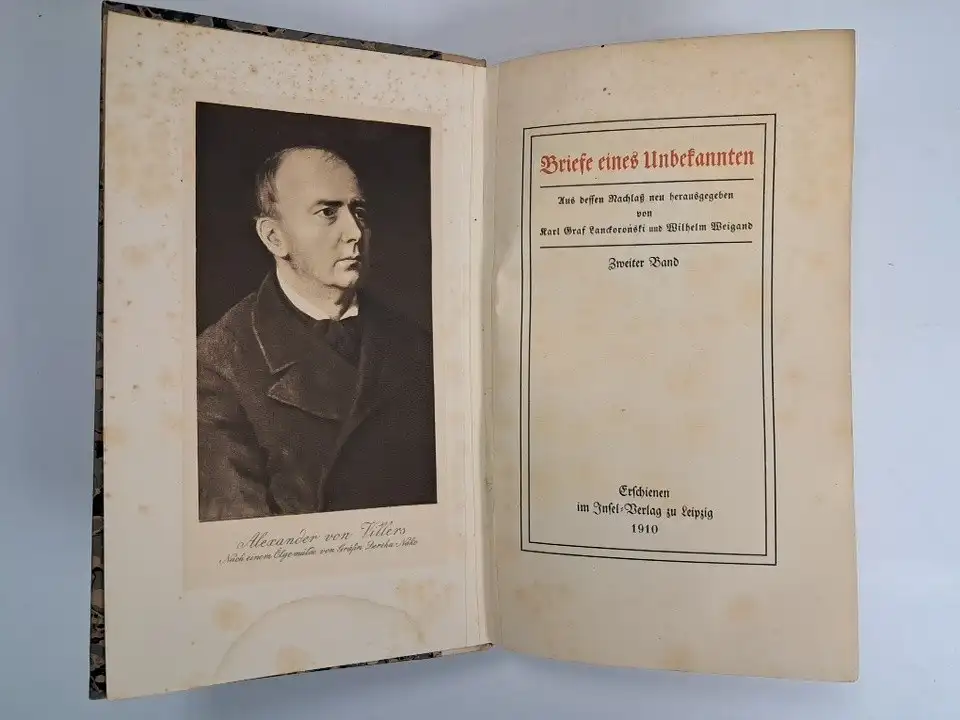 Alexander von Villers
Nach einem Ölgemälde von Gräfin Nako
Briefe eines Unbekannten
Aus dessen Nachlaß neu herausgegeben
von
Karl Graf Lanckoroński und Wilhelm Weigand
Zweiter Band
Erschienen
im Insel-Verlag zu Leipzig
1910